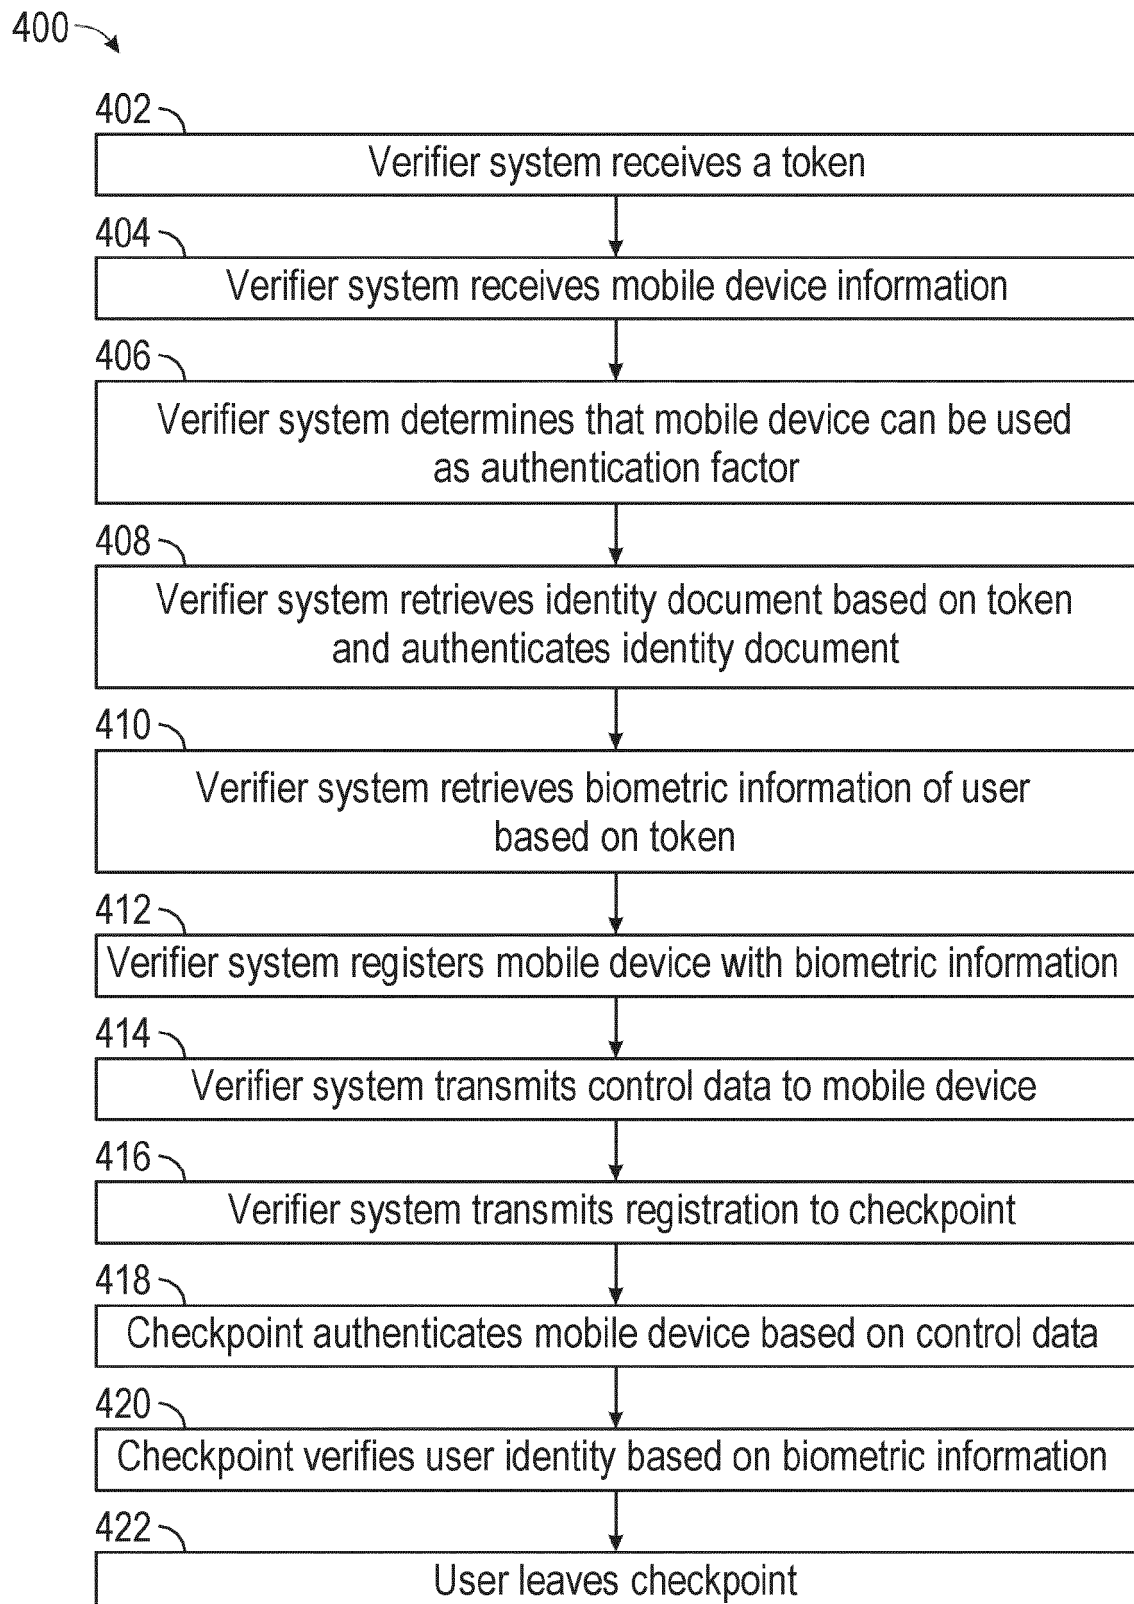 400
402
Verifier system receives a token
404
Verifier system receives mobile device information
406
Verifier system determines that mobile device can be used
as authentication factor
408
Verifier system retrieves identity document based on token
and authenticates identity document
410
Verifier system retrieves biometric information of user
based on token
412
Verifier system registers mobile device with biometric information
414
Verifier system transmits control data to mobile device
416
Verifier system transmits registration to checkpoint
418
Checkpoint authenticates mobile device based on control data
420
Checkpoint verifies user identity based on biometric information
422
User leaves checkpoint